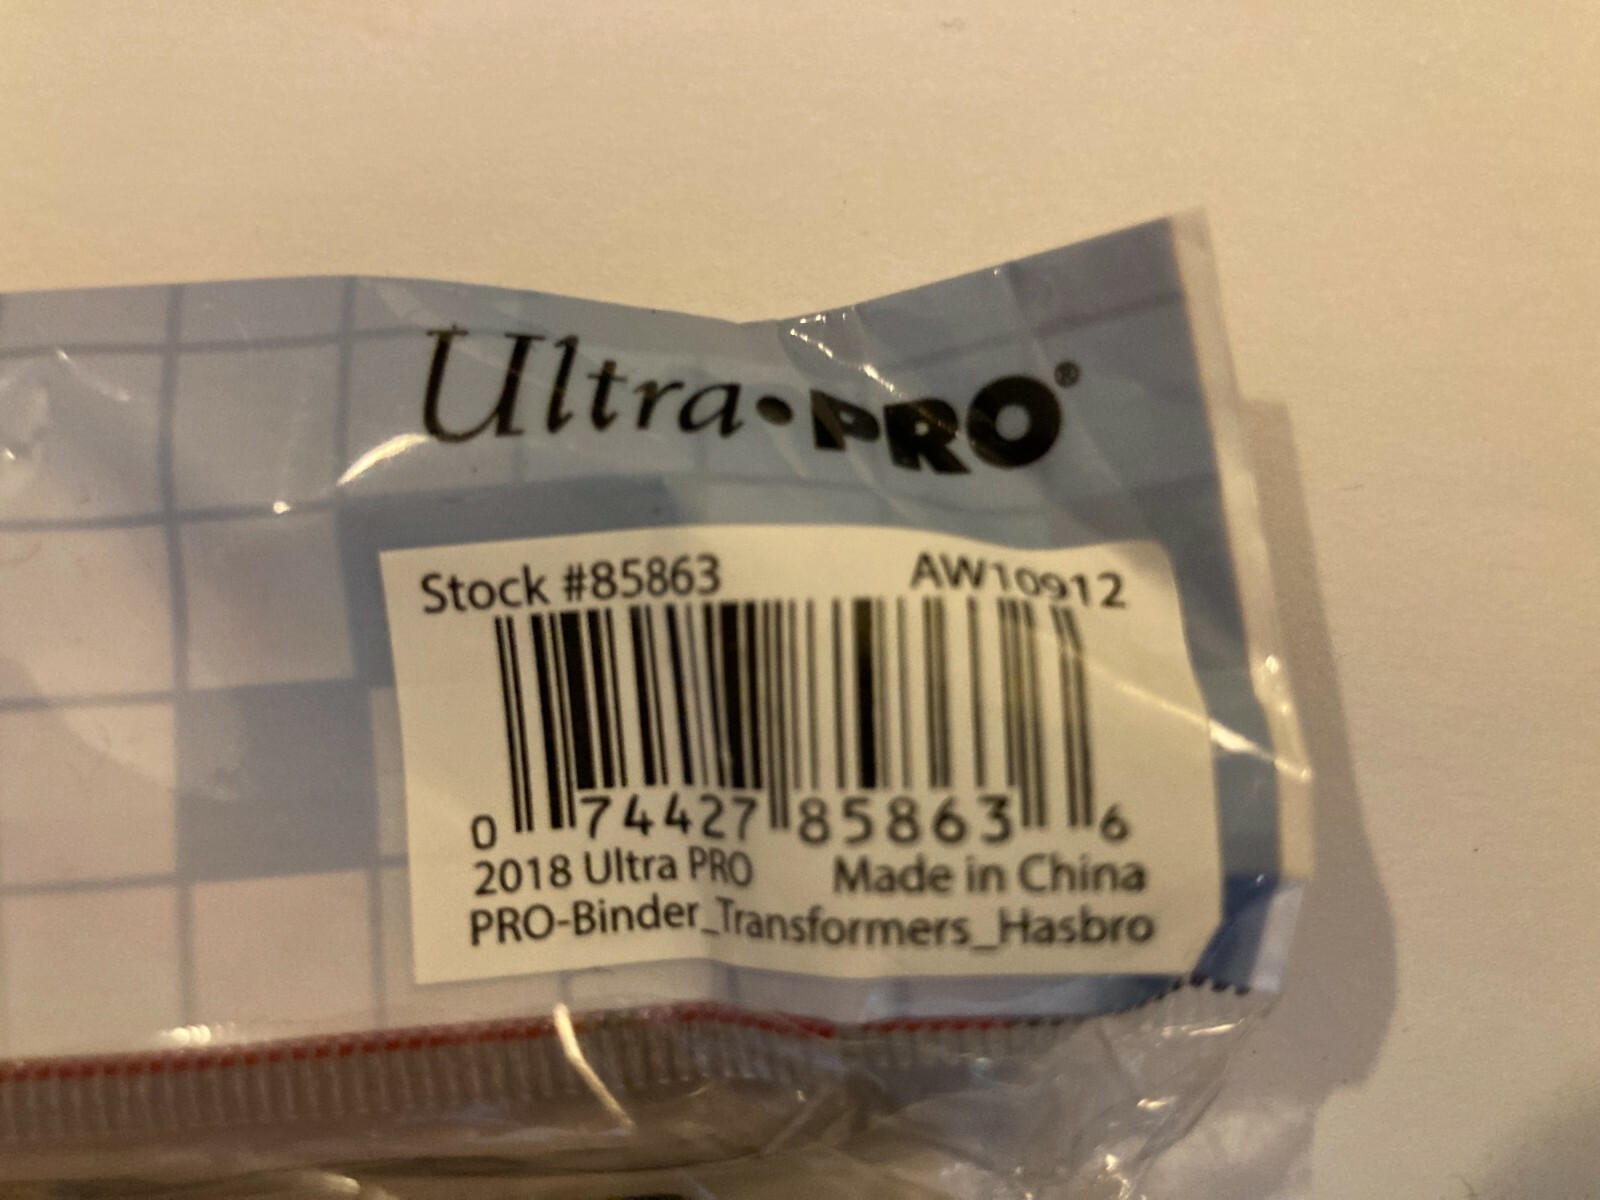 Ultra•PRO®
Stock #85863 AW10912
0 74427 85863 6
2018 Ultra PRO Made in China
PRO-Binder_Transformers_Hasbro